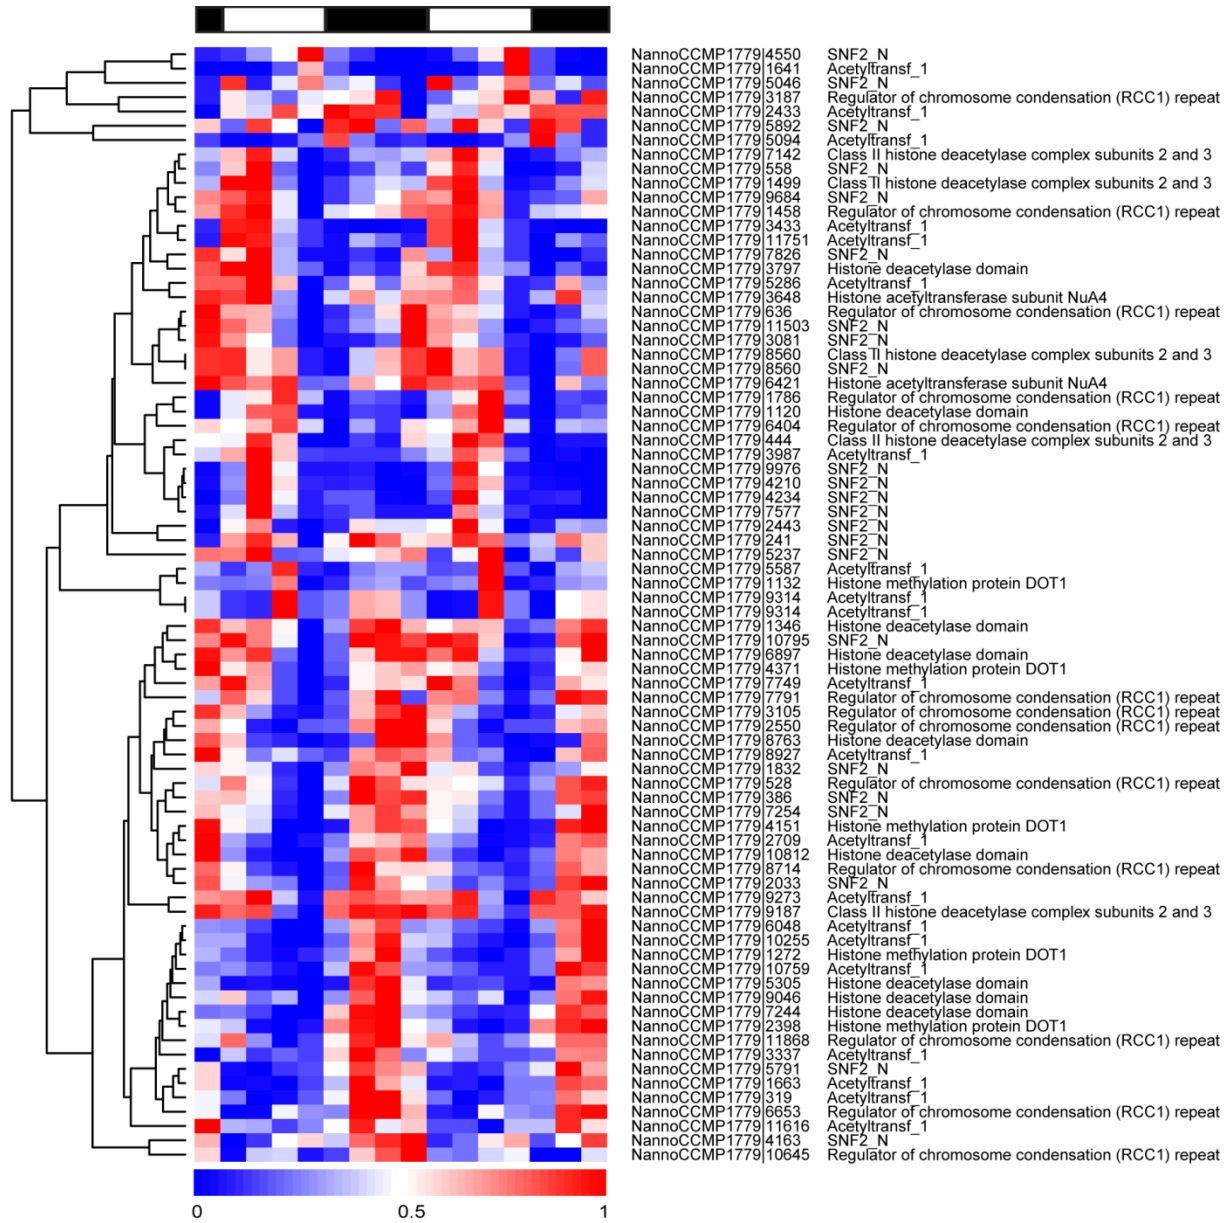 NannoCCMP1779|4550 SNF2_N
NannoCCMP1779|1641 Acetyltransf_1
NannoCCMP1779|5046 SNF2_N
NannoCCMP1779|3187 Regulator of chromosome condensation (RCC1) repeat
NannoCCMP1779|2433 Acetyltransf_1
NannoCCMP1779|5892 SNF2_N
NannoCCMP1779|5094 Acetyltransf_1
NannoCCMP1779|7142 Class II histone deacetylase complex subunits 2 and 3
NannoCCMP1779|558 SNF2_N
NannoCCMP1779|1499 Class II histone deacetylase complex subunits 2 and 3
NannoCCMP1779|9684 SNF2_N
NannoCCMP1779|1458 Regulator of chromosome condensation (RCC1) repeat
NannoCCMP1779|3433 Acetyltransf_1
NannoCCMP1779|11751 Acetyltransf_1
NannoCCMP1779|7826 SNF2_N
NannoCCMP1779|3797 Histone deacetylase domain
NannoCCMP1779|5286 Acetyltransf_1
NannoCCMP1779|3648 Histone acetyltransferase subunit NuA4
NannoCCMP1779|636 Regulator of chromosome condensation (RCC1) repeat
NannoCCMP1779|11503 SNF2_N
NannoCCMP1779|3081 SNF2_N
NannoCCMP1779|8560 Class II histone deacetylase complex subunits 2 and 3
NannoCCMP1779|8560 SNF2_N
NannoCCMP1779|6421 Histone acetyltransferase subunit NuA4
NannoCCMP1779|1786 Regulator of chromosome condensation (RCC1) repeat
NannoCCMP1779|1120 Histone deacetylase domain
NannoCCMP1779|6404 Regulator of chromosome condensation (RCC1) repeat
NannoCCMP1779|444 Class II histone deacetylase complex subunits 2 and 3
NannoCCMP1779|3987 Acetyltransf_1
NannoCCMP1779|9976 SNF2_N
NannoCCMP1779|4210 SNF2_N
NannoCCMP1779|4234 SNF2_N
NannoCCMP1779|7577 SNF2_N
NannoCCMP1779|2443 SNF2_N
NannoCCMP1779|241 SNF2_N
NannoCCMP1779|5237 SNF2_N
NannoCCMP1779|5587 Acetyltransf_1
NannoCCMP1779|1132 Histone methylation protein DOT1
NannoCCMP1779|9314 Acetyltransf_1
NannoCCMP1779|9314 Acetyltransf_1
NannoCCMP1779|1346 Histone deacetylase domain
NannoCCMP1779|10795 SNF2_N
NannoCCMP1779|6897 Histone deacetylase domain
NannoCCMP1779|4371 Histone methylation protein DOT1
NannoCCMP1779|7749 Acetyltransf_1
NannoCCMP1779|7791 Regulator of chromosome condensation (RCC1) repeat
NannoCCMP1779|3105 Regulator of chromosome condensation (RCC1) repeat
NannoCCMP1779|2550 Regulator of chromosome condensation (RCC1) repeat
NannoCCMP1779|8763 Histone deacetylase domain
NannoCCMP1779|8927 Acetyltransf_1
NannoCCMP1779|1832 SNF2_N
NannoCCMP1779|528 Regulator of chromosome condensation (RCC1) repeat
NannoCCMP1779|386 SNF2_N
NannoCCMP1779|7254 SNF2_N
NannoCCMP1779|4151 Histone methylation protein DOT1
NannoCCMP1779|2709 Acetyltransf_1
NannoCCMP1779|10812 Histone deacetylase domain
NannoCCMP1779|8714 Regulator of chromosome condensation (RCC1) repeat
NannoCCMP1779|2033 SNF2_N
NannoCCMP1779|9273 Acetyltransf_1
NannoCCMP1779|9187 Class II histone deacetylase complex subunits 2 and 3
NannoCCMP1779|6048 Acetyltransf_1
NannoCCMP1779|10255 Acetyltransf_1
NannoCCMP1779|1272 Histone methylation protein DOT1
NannoCCMP1779|10759 Acetyltransf_1
NannoCCMP1779|5305 Histone deacetylase domain
NannoCCMP1779|9046 Histone deacetylase domain
NannoCCMP1779|7244 Histone deacetylase domain
NannoCCMP1779|2398 Histone methylation protein DOT1
NannoCCMP1779|11868 Regulator of chromosome condensation (RCC1) repeat
NannoCCMP1779|3337 Acetyltransf_1
NannoCCMP1779|5791 SNF2_N
NannoCCMP1779|1663 Acetyltransf_1
NannoCCMP1779|319 Acetyltransf_1
NannoCCMP1779|6653 Regulator of chromosome condensation (RCC1) repeat
NannoCCMP1779|11616 Acetyltransf_1
NannoCCMP1779|4163 SNF2_N
NannoCCMP1779|10645 Regulator of chromosome condensation (RCC1) repeat
0 0.5 1